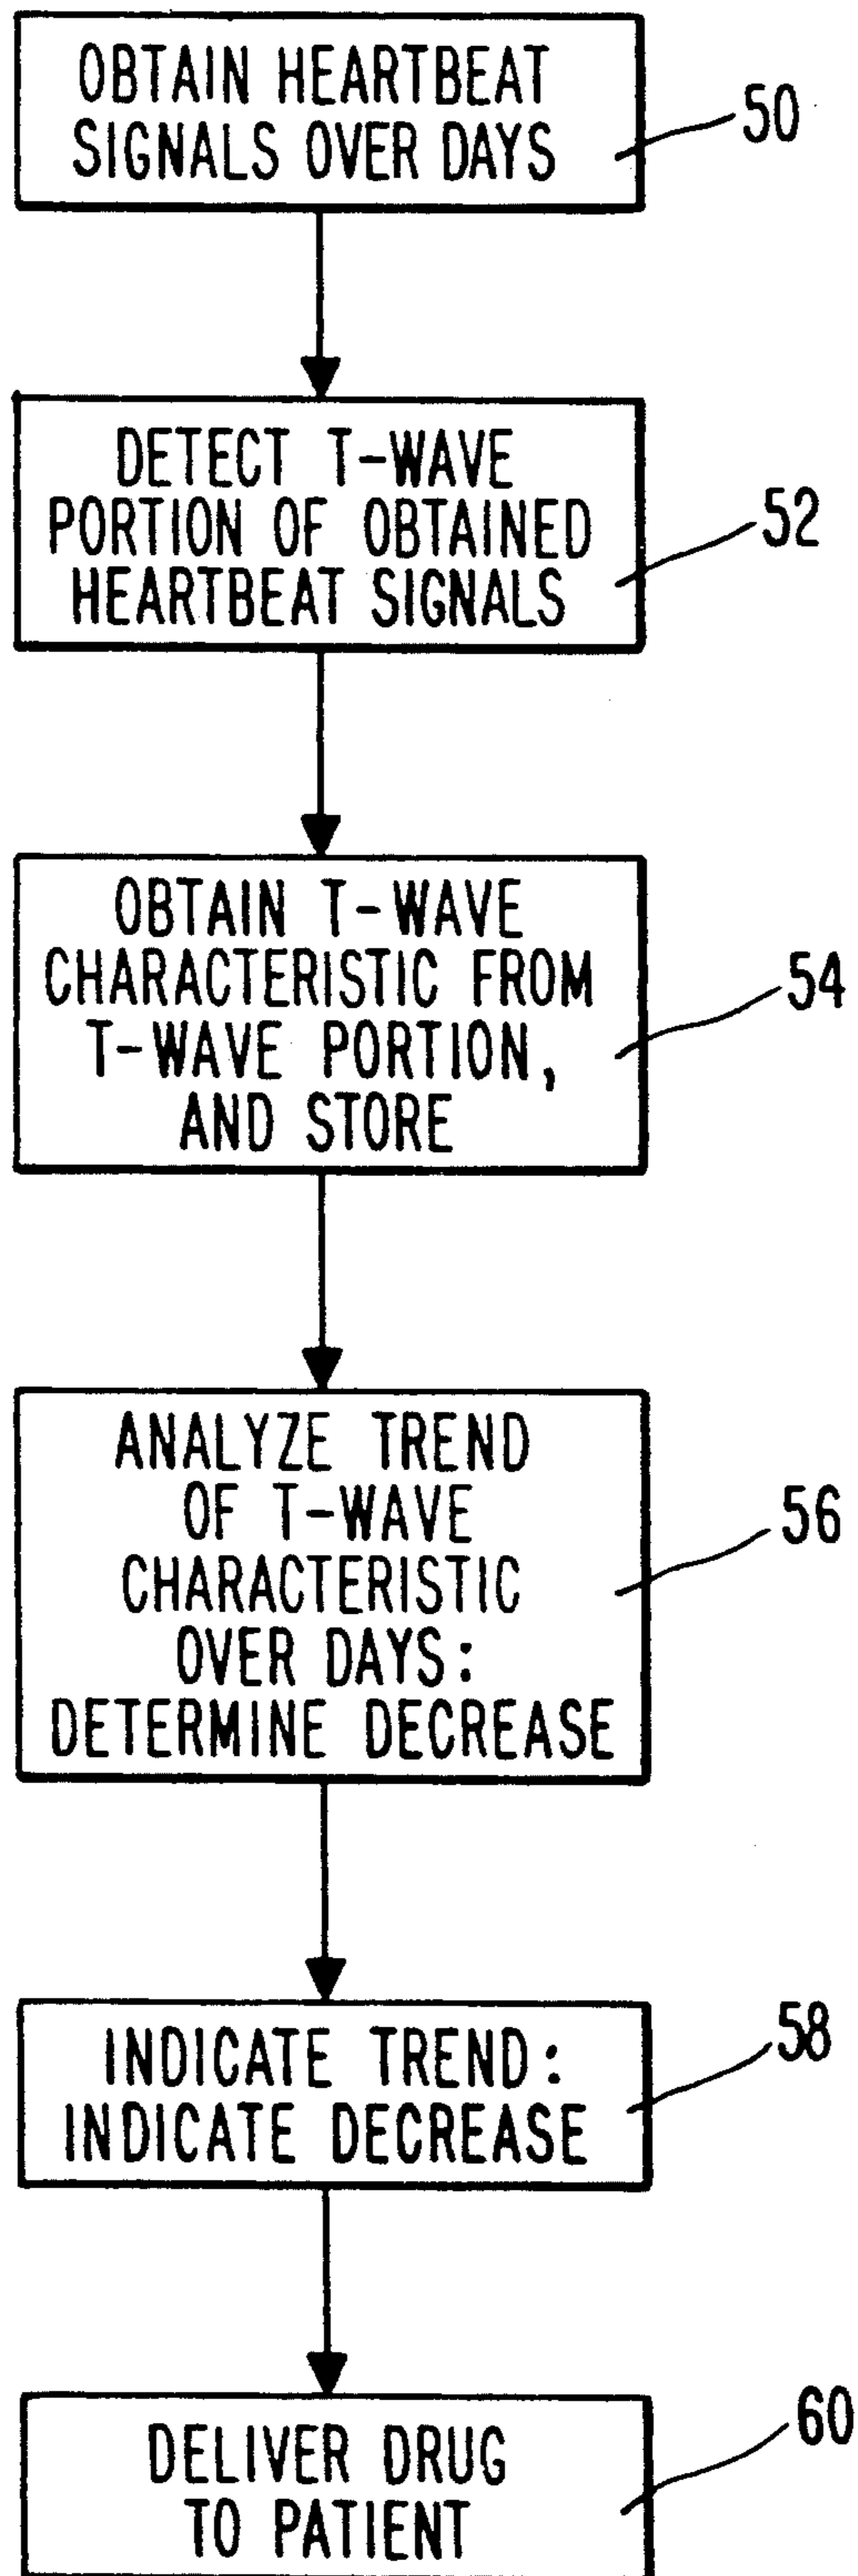 OBTAIN HEARTBEAT
SIGNALS OVER DAYS
50
DETECT T-WAVE
PORTION OF OBTAINED
HEARTBEAT SIGNALS
52
OBTAIN T-WAVE
CHARACTERISTIC FROM
T-WAVE PORTION,
AND STORE
54
ANALYZE TREND
OF T-WAVE
CHARACTERISTIC
OVER DAYS:
DETERMINE DECREASE
56
INDICATE TREND:
INDICATE DECREASE
58
DELIVER DRUG
TO PATIENT
60